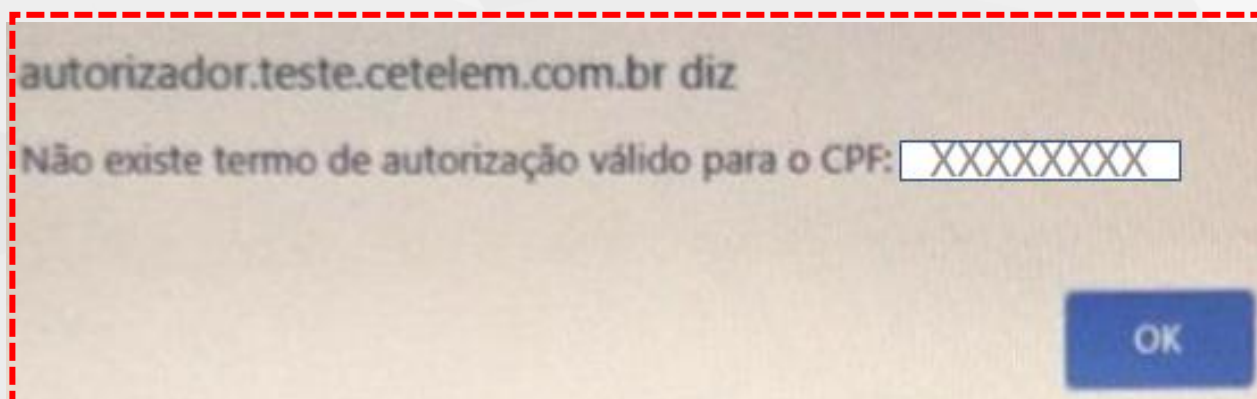 autorizador.teste.cetelem.com.br diz
Não existe termo de autorização válido para o CPF: XXXXXXXX
OK